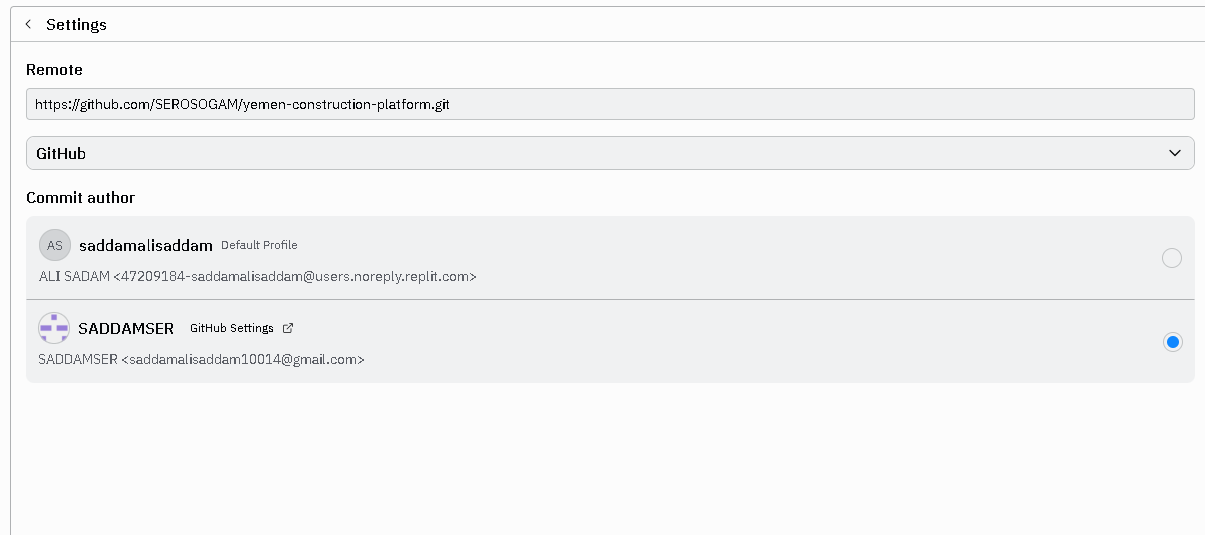 Settings
Remote
https://github.com/SEROSOGAM/yemen-construction-platform.git
GitHub
Commit author
AS saddamalisaddam Default Profile
ALI SADAM <47209184-saddamalisaddam@users.noreply.replit.com>
SADDAMSER GitHub Settings
SADDAMSER <saddamalisaddam10014@gmail.com>